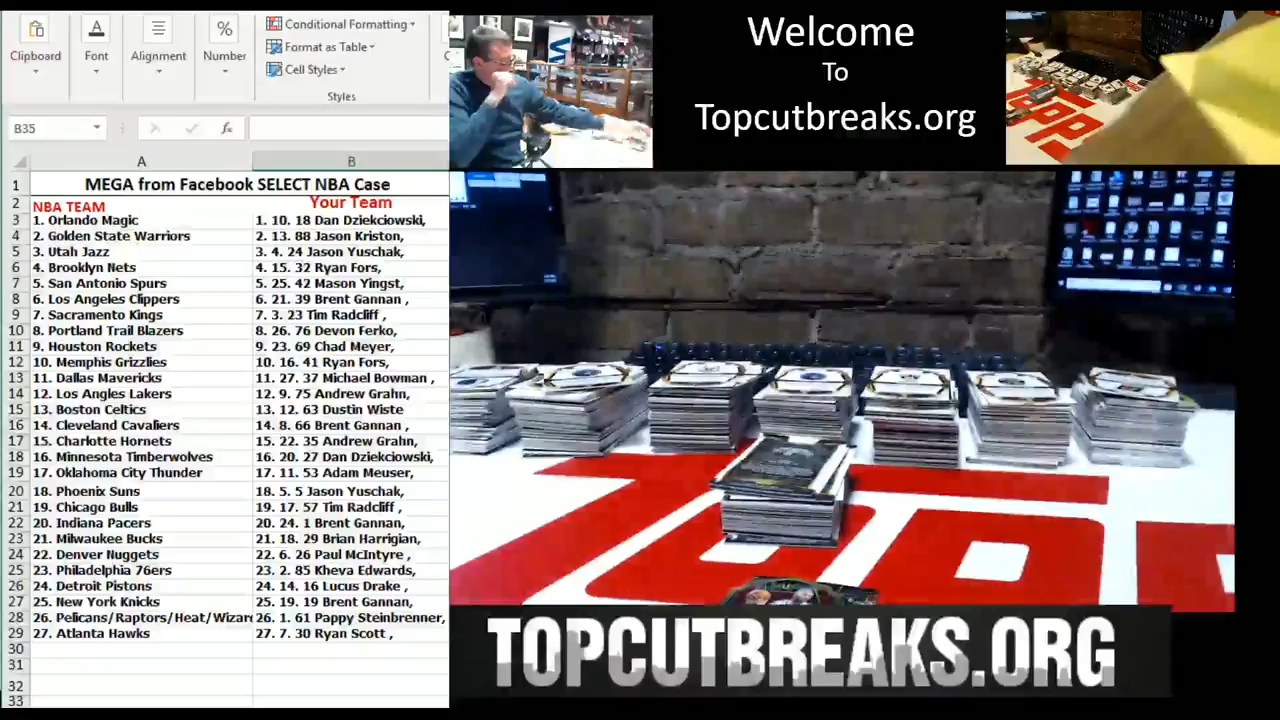 Clipboard
Font
Alignment
Number
Conditional Formatting
Format as Table
Cell Styles
Styles
B35
fx
A B
1 MEGA from Facebook SELECT NBA Case
2 NBA TEAM Your Team
3 1. Orlando Magic 1. 10. 18 Dan Dziekciowski,
4 2. Golden State Warriors 2. 13. 88 Jason Kriston,
5 3. Utah Jazz 3. 4. 24 Jason Yuschak,
6 4. Brooklyn Nets 4. 15. 32 Ryan Fors,
7 5. San Antonio Spurs 5. 25. 42 Mason Yingst,
8 6. Los Angeles Clippers 6. 21. 39 Brent Gannan ,
9 7. Sacramento Kings 7. 3. 23 Tim Radcliff ,
10 8. Portland Trail Blazers 8. 26. 76 Devon Ferko,
11 9. Houston Rockets 9. 23. 69 Chad Meyer,
12 10. Memphis Grizzlies 10. 16. 41 Ryan Fors,
13 11. Dallas Mavericks 11. 27. 37 Michael Bowman ,
14 12. Los Angles Lakers 12. 9. 75 Andrew Grahn,
15 13. Boston Celtics 13. 12. 63 Dustin Wiste
16 14. Cleveland Cavaliers 14. 8. 66 Brent Gannan ,
17 15. Charlotte Hornets 15. 22. 35 Andrew Grahn,
18 16. Minnesota Timberwolves 16. 20. 27 Dan Dziekciowski,
19 17. Oklahoma City Thunder 17. 11. 53 Adam Meuser,
20 18. Phoenix Suns 18. 5. 5 Jason Yuschak,
21 19. Chicago Bulls 19. 17. 57 Tim Radcliff ,
22 20. Indiana Pacers 20. 24. 1 Brent Gannan,
23 21. Milwaukee Bucks 21. 18. 29 Brian Harrigian,
24 22. Denver Nuggets 22. 6. 26 Paul McIntyre ,
25 23. Philadelphia 76ers 23. 2. 85 Kheva Edwards,
26 24. Detroit Pistons 24. 14. 16 Lucus Drake ,
27 25. New York Knicks 25. 19. 19 Brent Gannan,
28 26. Pelicans/Raptors/Heat/Wizar 26. 1. 61 Pappy Steinbrenner,
29 27. Atlanta Hawks 27. 7. 30 Ryan Scott ,
30
31
32
33
Welcome
To
Topcutbreaks.org
TOPPS
TOPCUTBREAKS.ORG